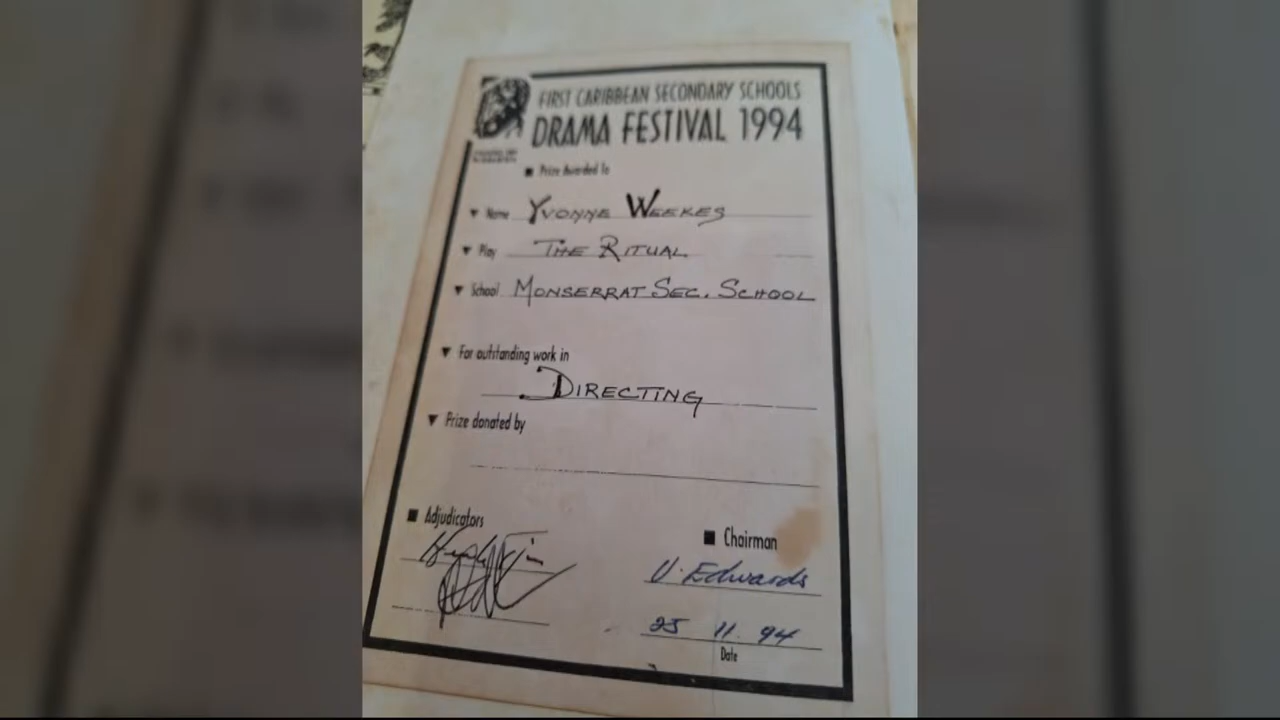 FIRST CARIBBEAN SECONDARY SCHOOLS
DRAMA FESTIVAL 1994
Prize Awarded to
Name YVONNE WEEKES
Play THE RITUAL
School MONSERRAT SEC. SCHOOL
For outstanding work in
DIRECTING
Prize donated by
Adjudicators
Chairman
V. Edwards
25 11. 94
Date